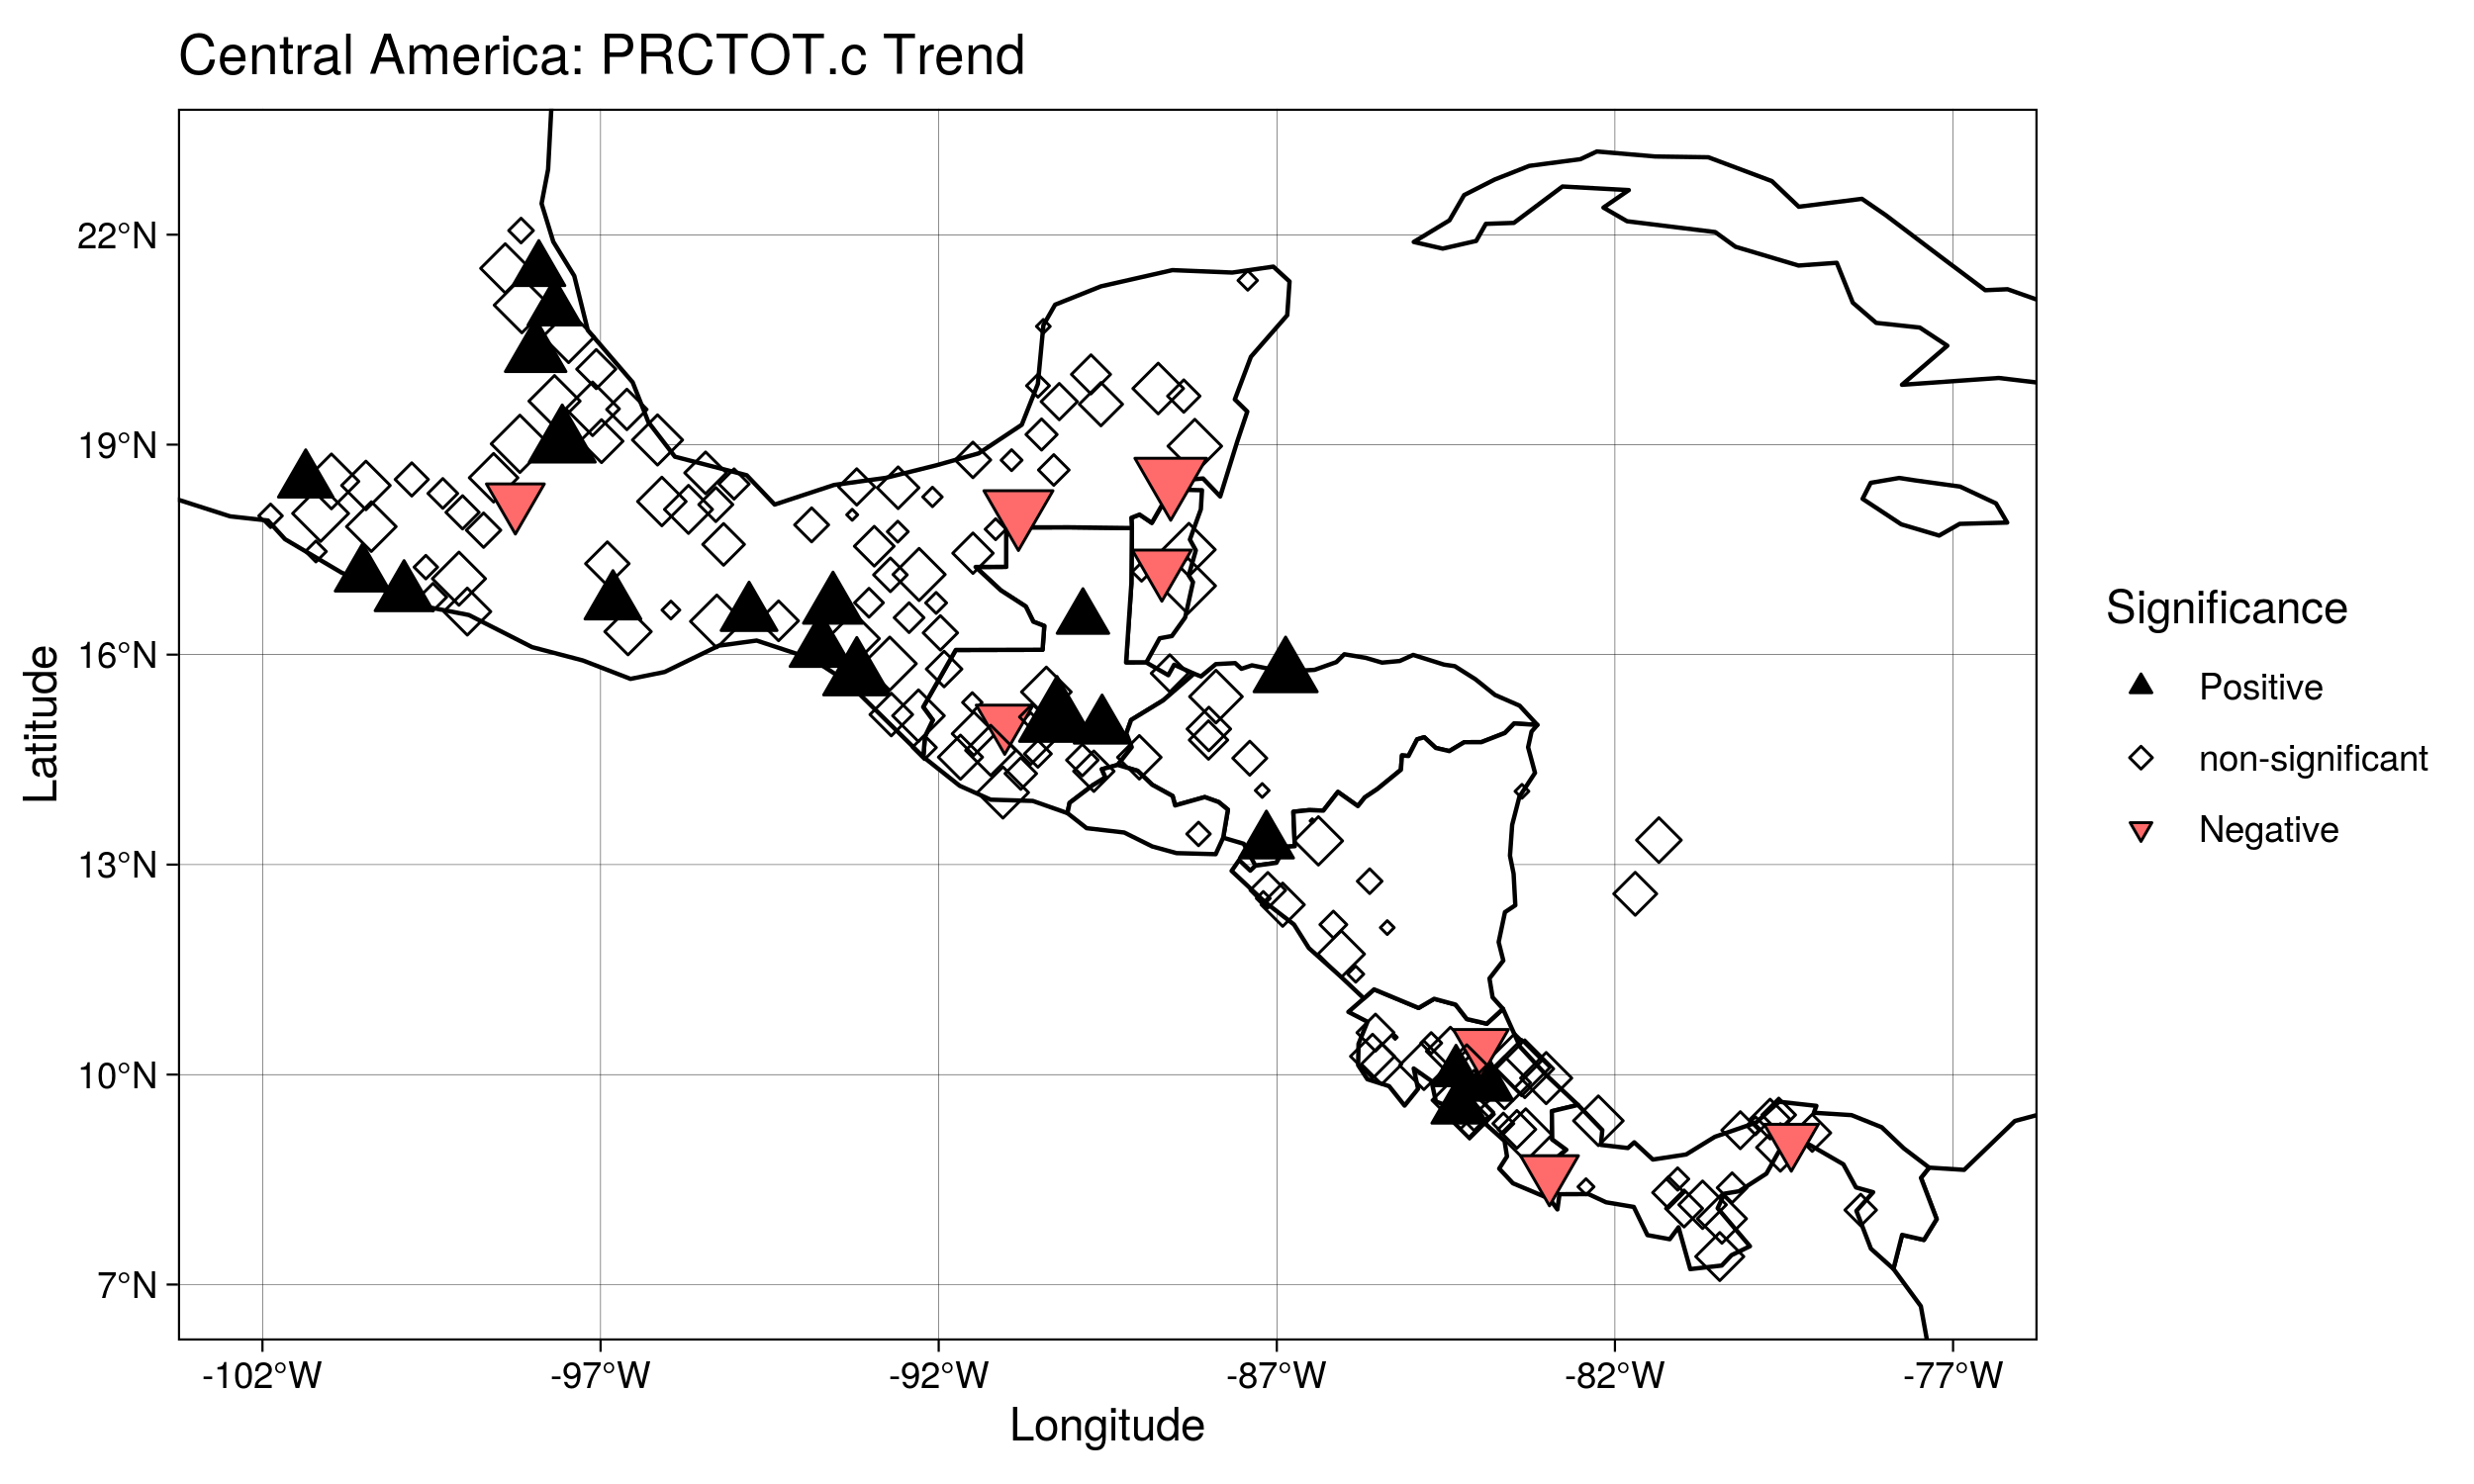 Central America: PRCTOT.c Trend
22°N
19°N
16°N
13°N
10°N
7°N
Latitude
-102°W
-97°W
-92°W
-87°W
-82°W
-77°W
Longitude
Significance
Positive
non-significant
Negative